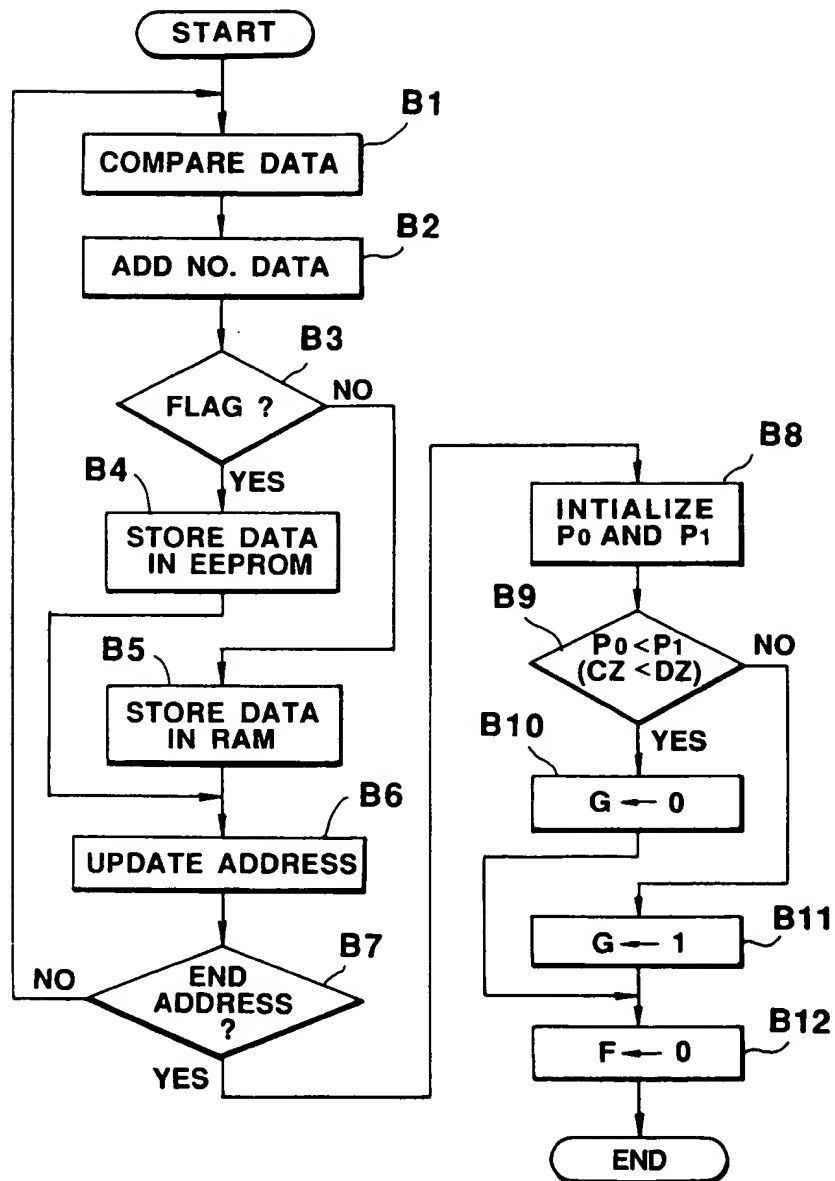 START
B1
COMPARE DATA
B2
ADD NO. DATA
B3
FLAG ?
NO
YES
B4
STORE DATA
IN EEPROM
B5
STORE DATA
IN RAM
B6
UPDATE ADDRESS
B7
END
ADDRESS
?
NO
YES
B8
INTIALIZE
P0 AND P1
B9
P0 < P1
(CZ < DZ)
NO
YES
B10
G ← 0
B11
G ← 1
B12
F ← 0
END